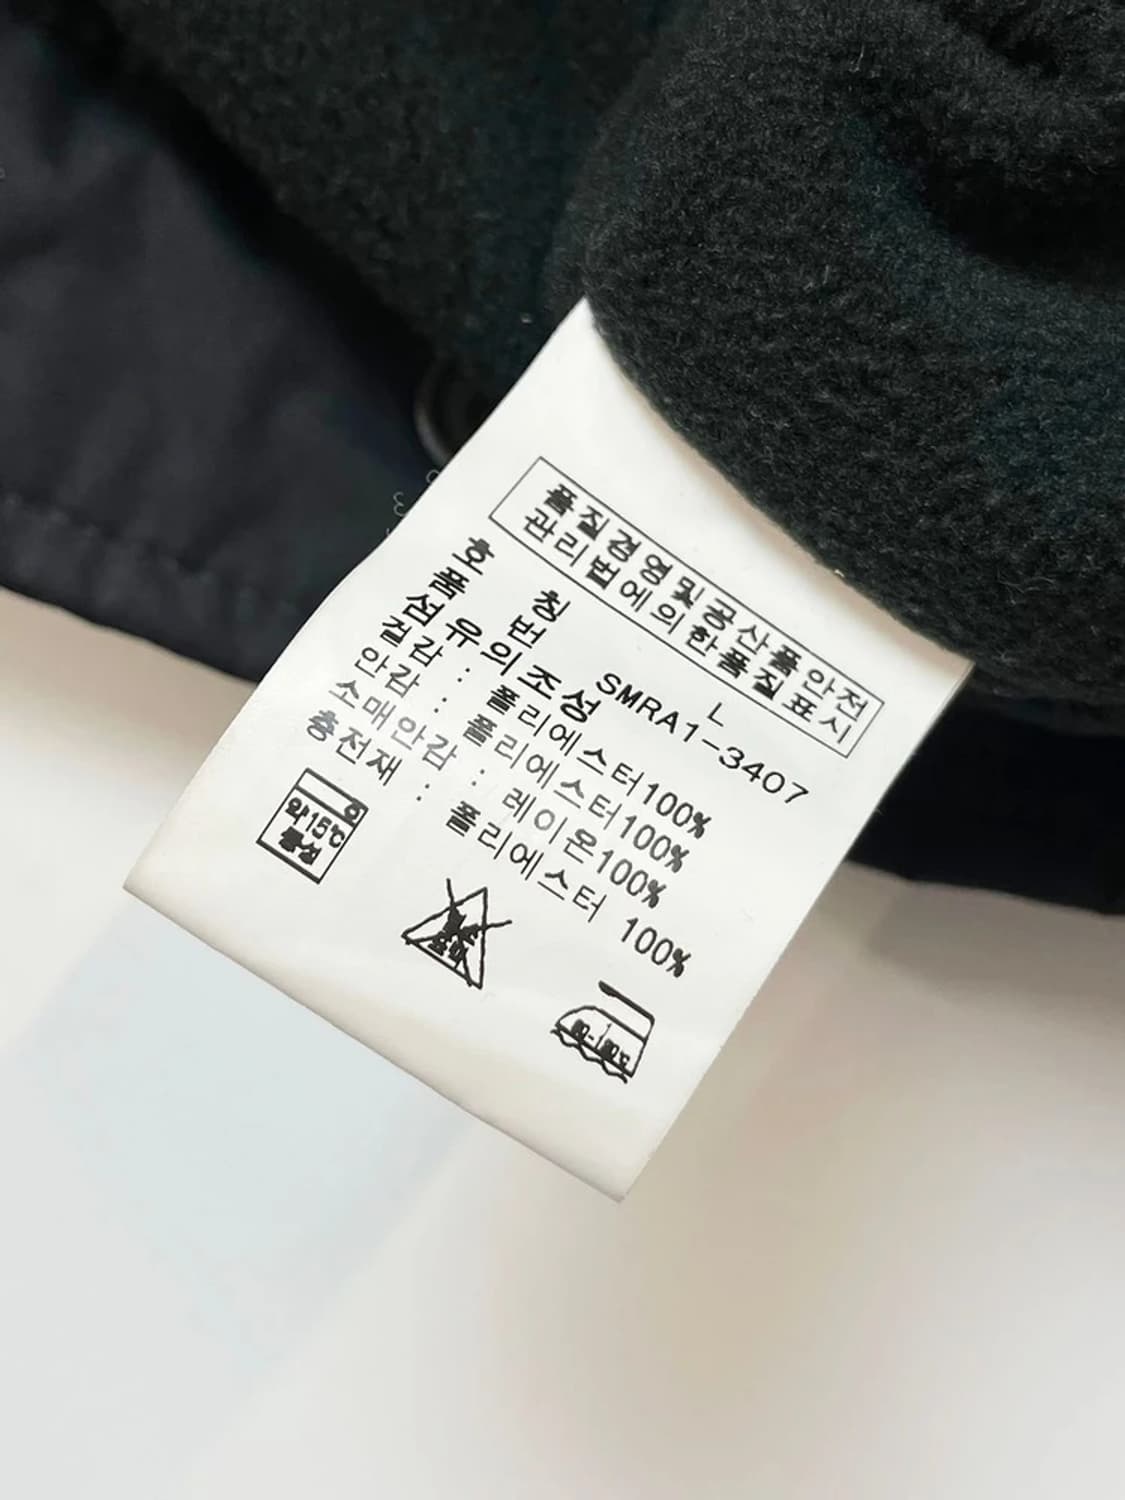 품질경영및공산품안전
관리법에의한품질표시
호 칭 L
품 번 SMRA1-3407
섬유의조성
겉감 : 폴리에스터100%
안감 : 폴리에스터100%
소매안감 : 레이온100%
충전재 : 폴리에스터 100%
약15℃
중성